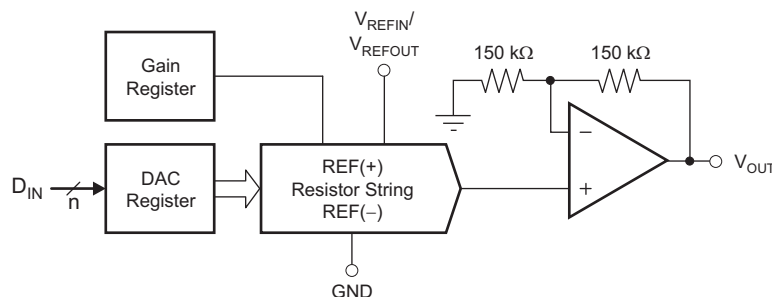 V_REFIN/
V_REFOUT
150 kΩ
150 kΩ
Gain
Register
DAC
Register
REF(+)
Resistor String
REF(−)
D_IN
n
−
+
V_OUT
GND